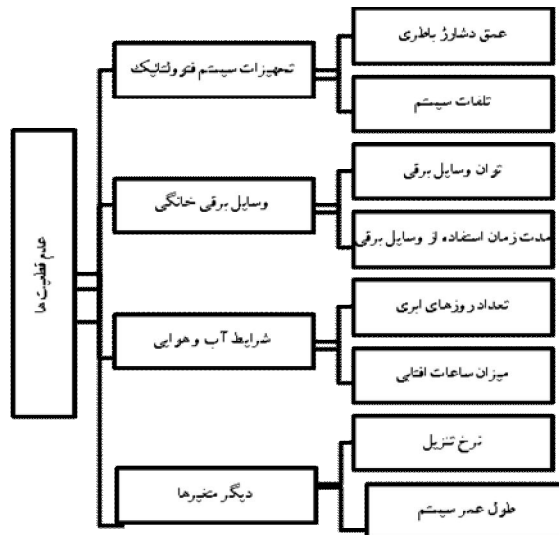 عدم قطعیت ها
تجهیزات سیستم فتوولتائیک
عمق دشارژ باطری
تلفات سیستم
وسایل برقی خانگی
توان وسایل برقی
مدت زمان استفاده از وسایل برقی
شرایط آب و هوایی
تعداد روزهای ابری
میزان ساعات افتابی
دیگر متغیرها
نرخ تنزیل
طول عمر سیستم